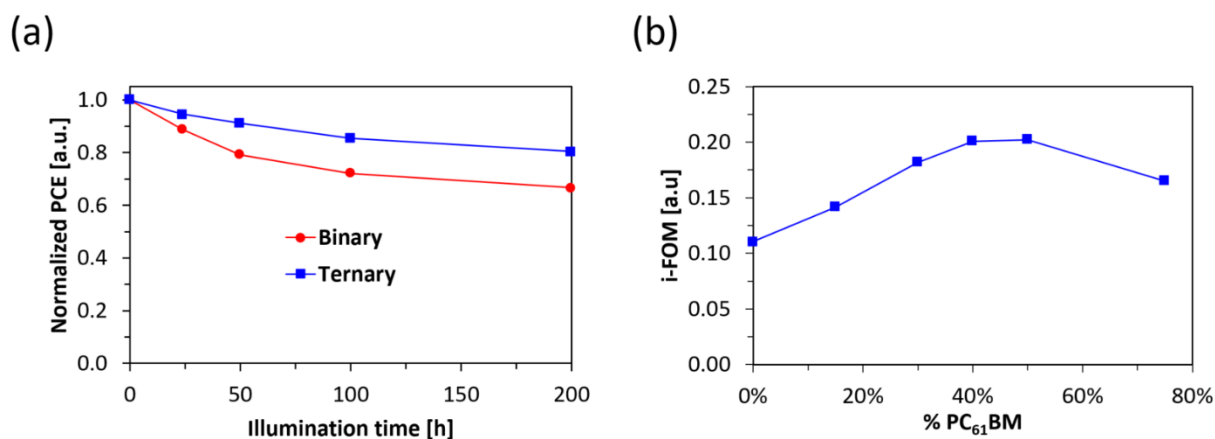 (a)
Normalized PCE [a.u.]
1.0
0.8
0.6
0.4
0.2
0.0
Binary
Ternary
0 50 100 150 200
Illumination time [h]
(b)
i-FOM [a.u]
0.25
0.20
0.15
0.10
0.05
0.00
0% 20% 40% 60% 80%
% PC₆₁BM